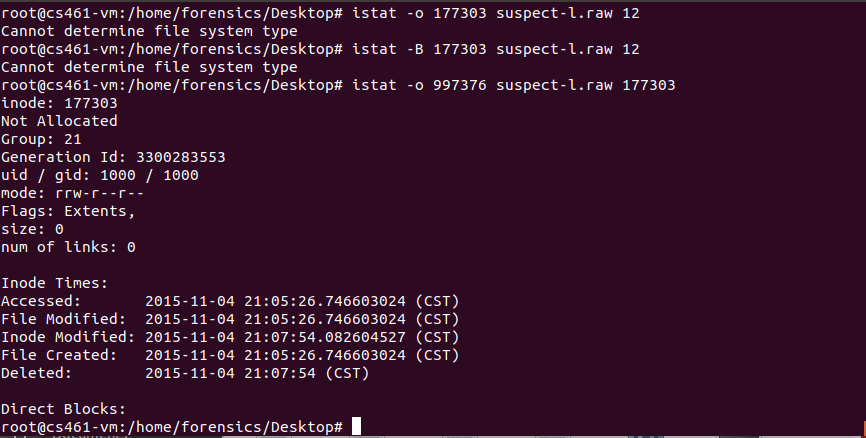 root@cs461-vm:/home/forensics/Desktop# istat -o 177303 suspect-l.raw 12
Cannot determine file system type
root@cs461-vm:/home/forensics/Desktop# istat -B 177303 suspect-l.raw 12
Cannot determine file system type
root@cs461-vm:/home/forensics/Desktop# istat -o 997376 suspect-l.raw 177303
inode: 177303
Not Allocated
Group: 21
Generation Id: 3300283553
uid / gid: 1000 / 1000
mode: rrw-r--r--
Flags: Extents,
size: 0
num of links: 0

Inode Times:
Accessed:       2015-11-04 21:05:26.746603024 (CST)
File Modified:  2015-11-04 21:05:26.746603024 (CST)
Inode Modified: 2015-11-04 21:07:54.082604527 (CST)
File Created:   2015-11-04 21:05:26.746603024 (CST)
Deleted:        2015-11-04 21:07:54 (CST)

Direct Blocks:
root@cs461-vm:/home/forensics/Desktop#